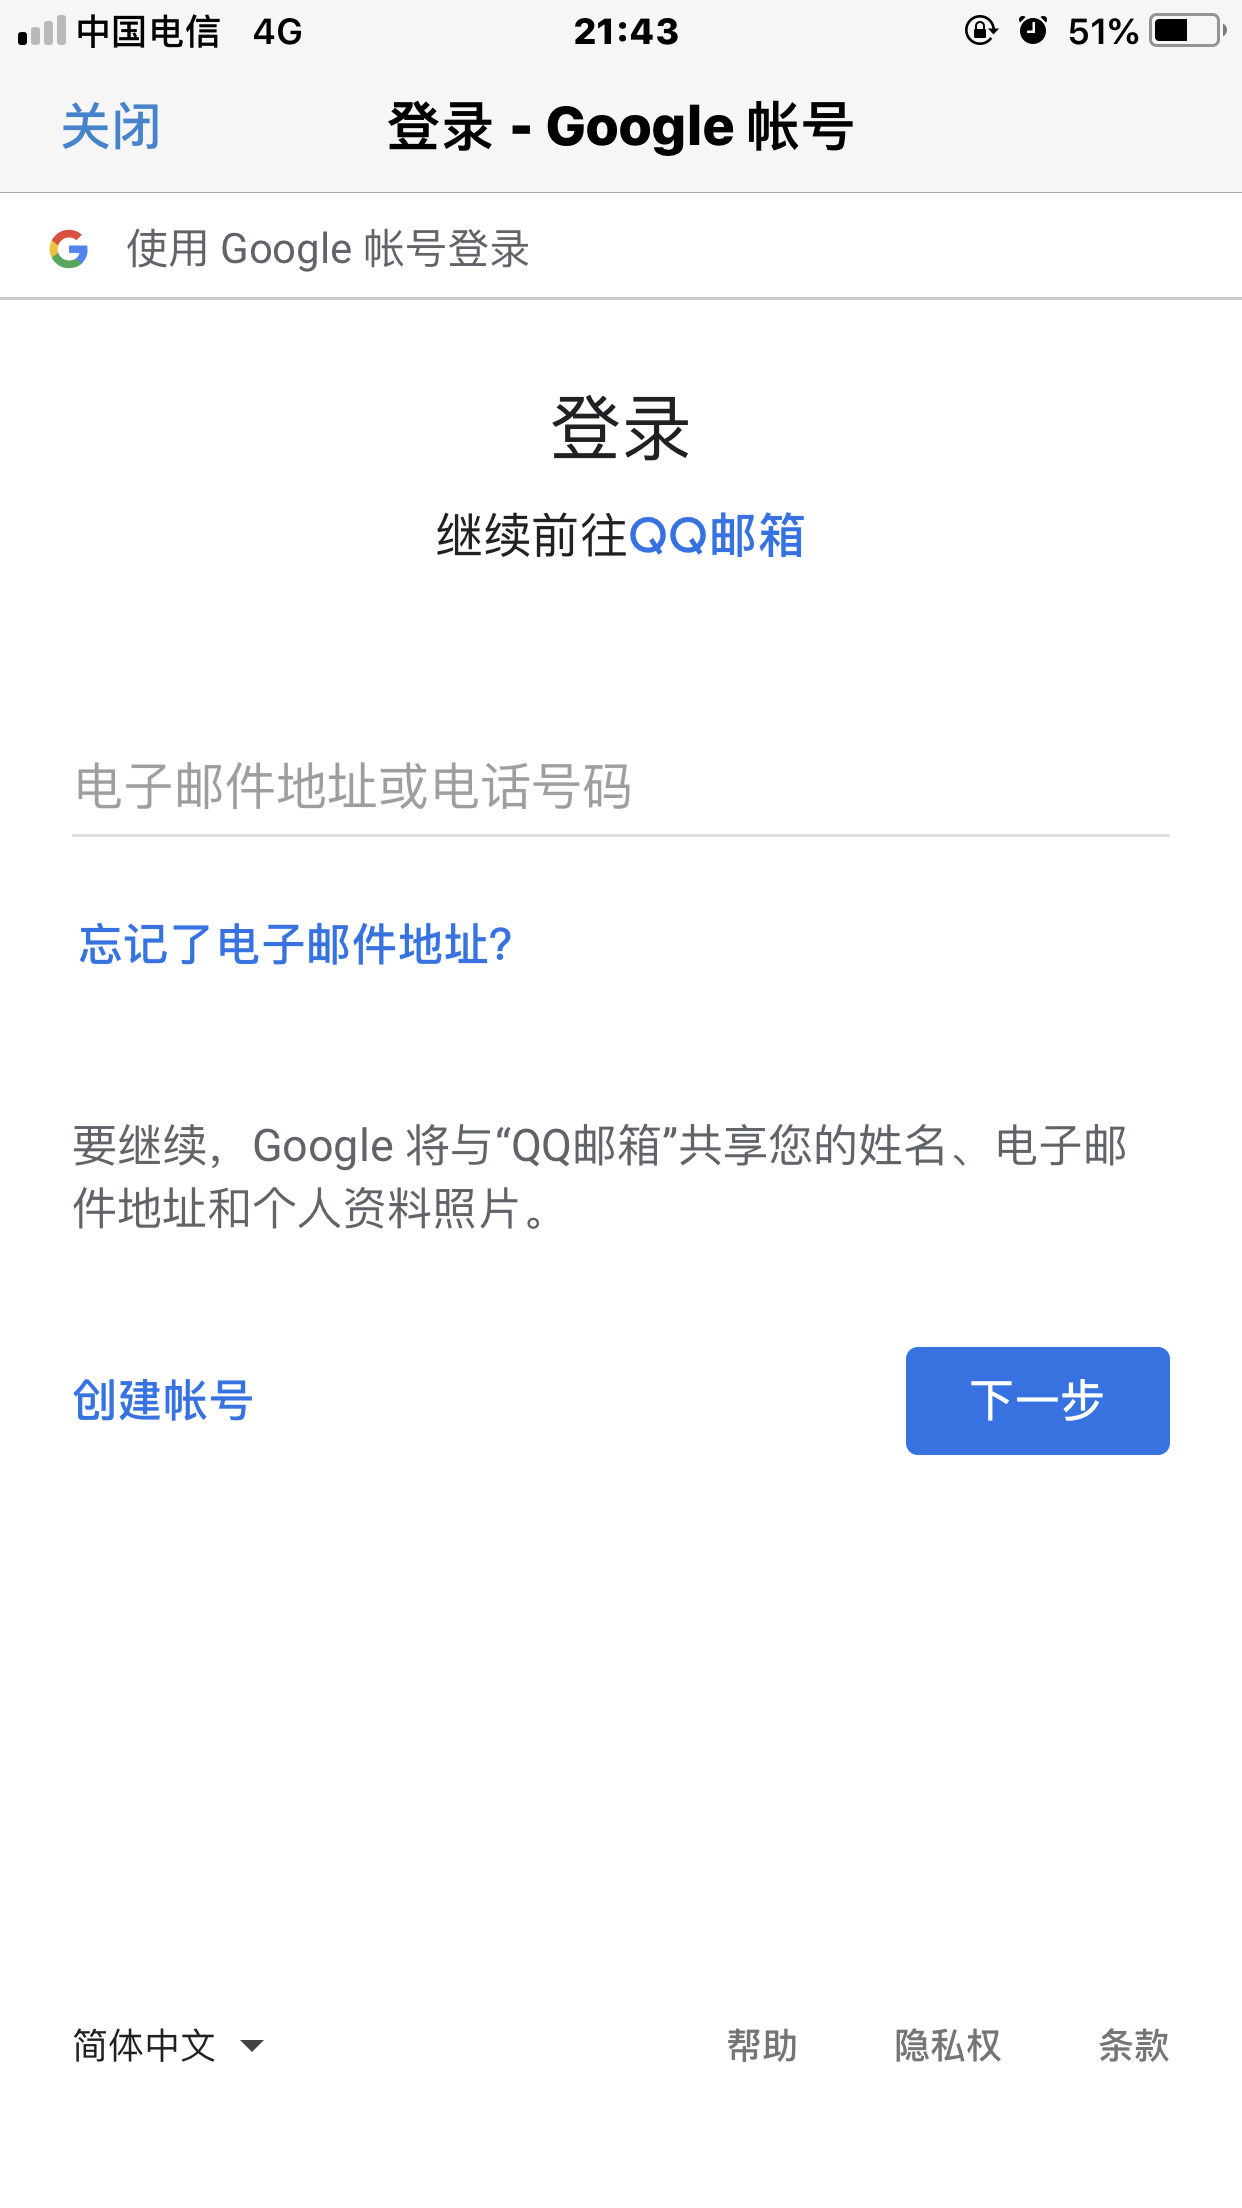 中国电信 4G 21:43 51%
关闭 登录 - Google 帐号
使用 Google 帐号登录
登录
继续前往QQ邮箱
电子邮件地址或电话号码
忘记了电子邮件地址?
要继续，Google 将与“QQ邮箱”共享您的姓名、电子邮
件地址和个人资料照片。
创建帐号 下一步
简体中文 帮助 隐私权 条款